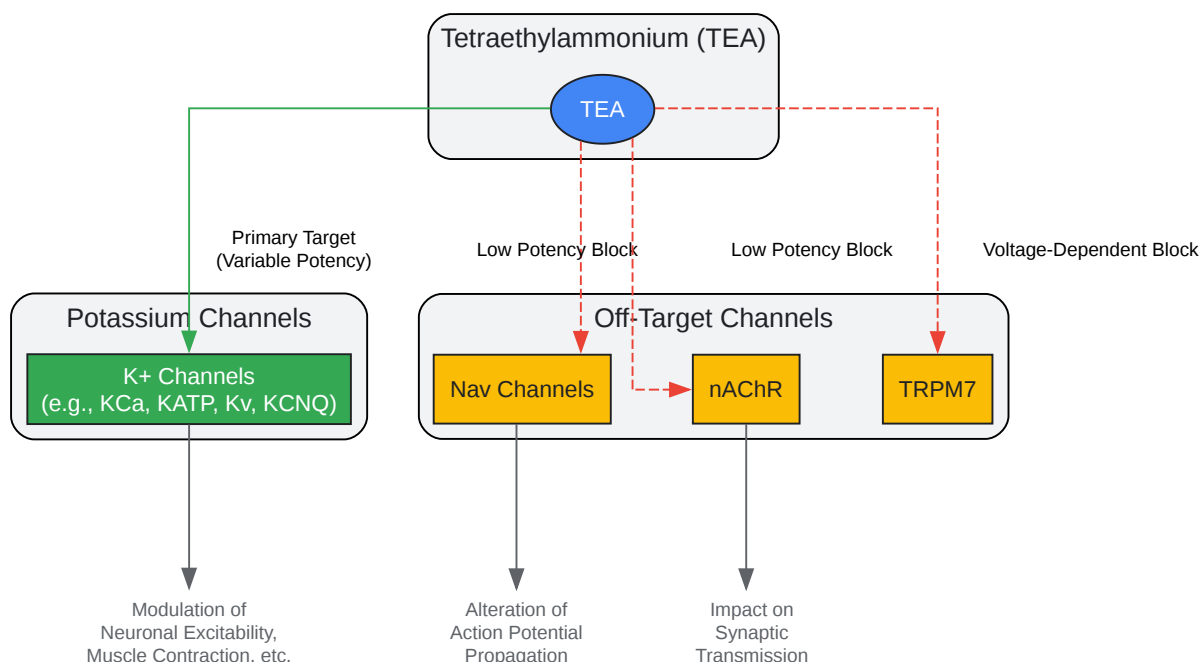 Tetraethylammonium (TEA)
TEA
Primary Target
(Variable Potency)
Low Potency Block
Low Potency Block
Voltage-Dependent Block
Potassium Channels
Off-Target Channels
K+ Channels
(e.g., KCa, KATP, Kv, KCNQ)
Nav Channels
nAChR
TRPM7
Modulation of
Neuronal Excitability,
Muscle Contraction, etc.
Alteration of
Action Potential
Propagation
Impact on
Synaptic
Transmission